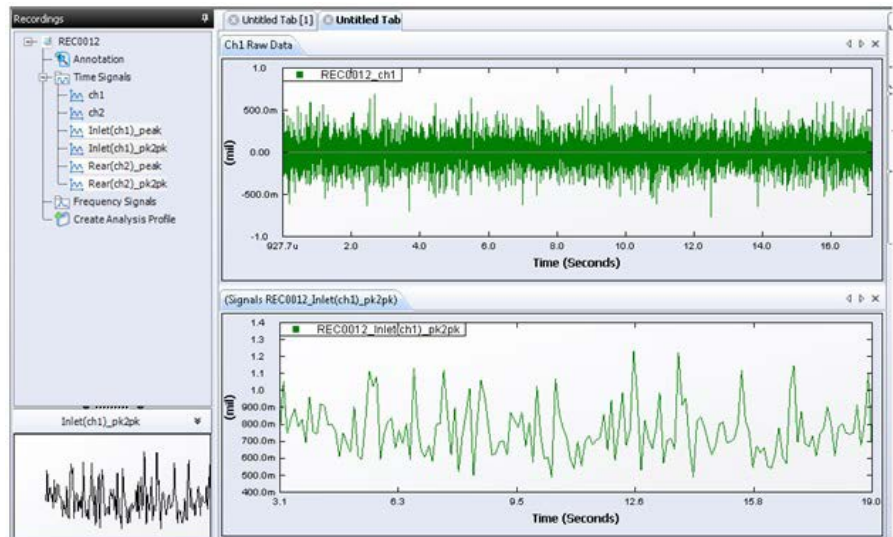 Recordings
REC0012
Annotation
Time Signals
ch1
ch2
Inlet(ch1)_peak
Inlet(ch1)_pk2pk
Rear(ch2)_peak
Rear(ch2)_pk2pk
Frequency Signals
Create Analysis Profile
Inlet(ch1)_pk2pk
Untitled Tab [1]
Untitled Tab
Ch1 Raw Data
REC0012_ch1
1.0
500.0m
0.00
-500.0m
-1.0
(mil)
927.7u 2.0 4.0 6.0 8.0 10.0 12.0 14.0 16.0
Time (Seconds)
(Signals REC0012_Inlet(ch1)_pk2pk)
REC0012_Inlet(ch1)_pk2pk
1.4
1.3
1.2
1.1
1.0
900.0m
800.0m
700.0m
600.0m
500.0m
400.0m
(mil)
3.1 6.3 9.5 12.6 15.8 19.0
Time (Seconds)